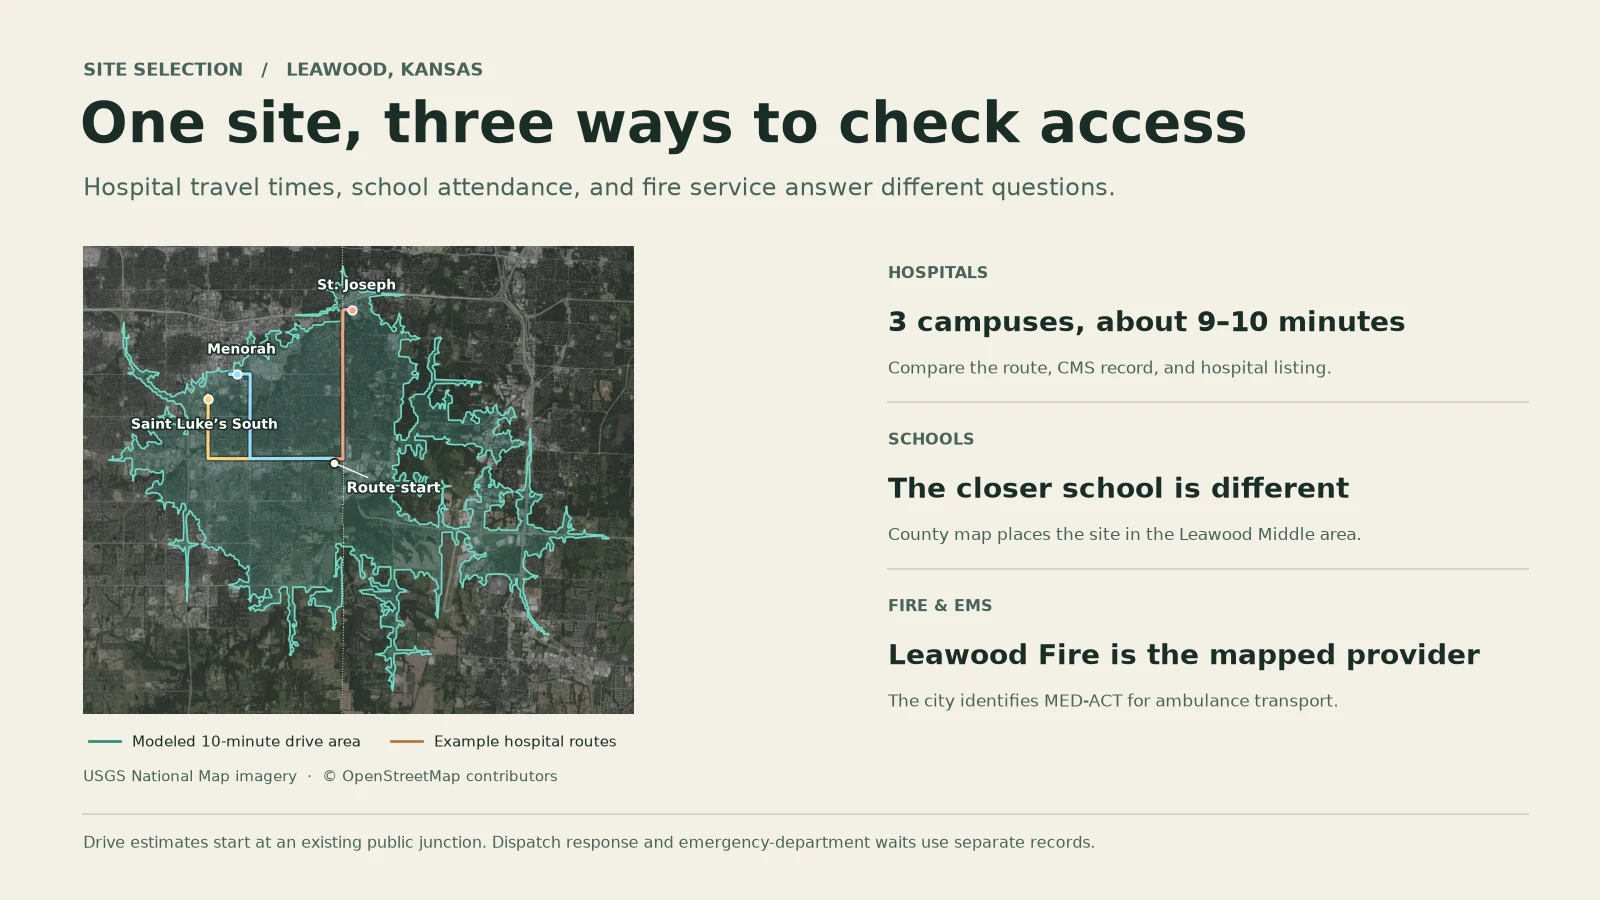 SITE SELECTION / LEAWOOD, KANSAS
One site, three ways to check access
Hospital travel times, school attendance, and fire service answer different questions.
St. Joseph
Menorah
Saint Luke’s South
Route start
Modeled 10-minute drive area
Example hospital routes
USGS National Map imagery · © OpenStreetMap contributors
HOSPITALS
3 campuses, about 9–10 minutes
Compare the route, CMS record, and hospital listing.
SCHOOLS
The closer school is different
County map places the site in the Leawood Middle area.
FIRE & EMS
Leawood Fire is the mapped provider
The city identifies MED-ACT for ambulance transport.
Drive estimates start at an existing public junction. Dispatch response and emergency-department waits use separate records.